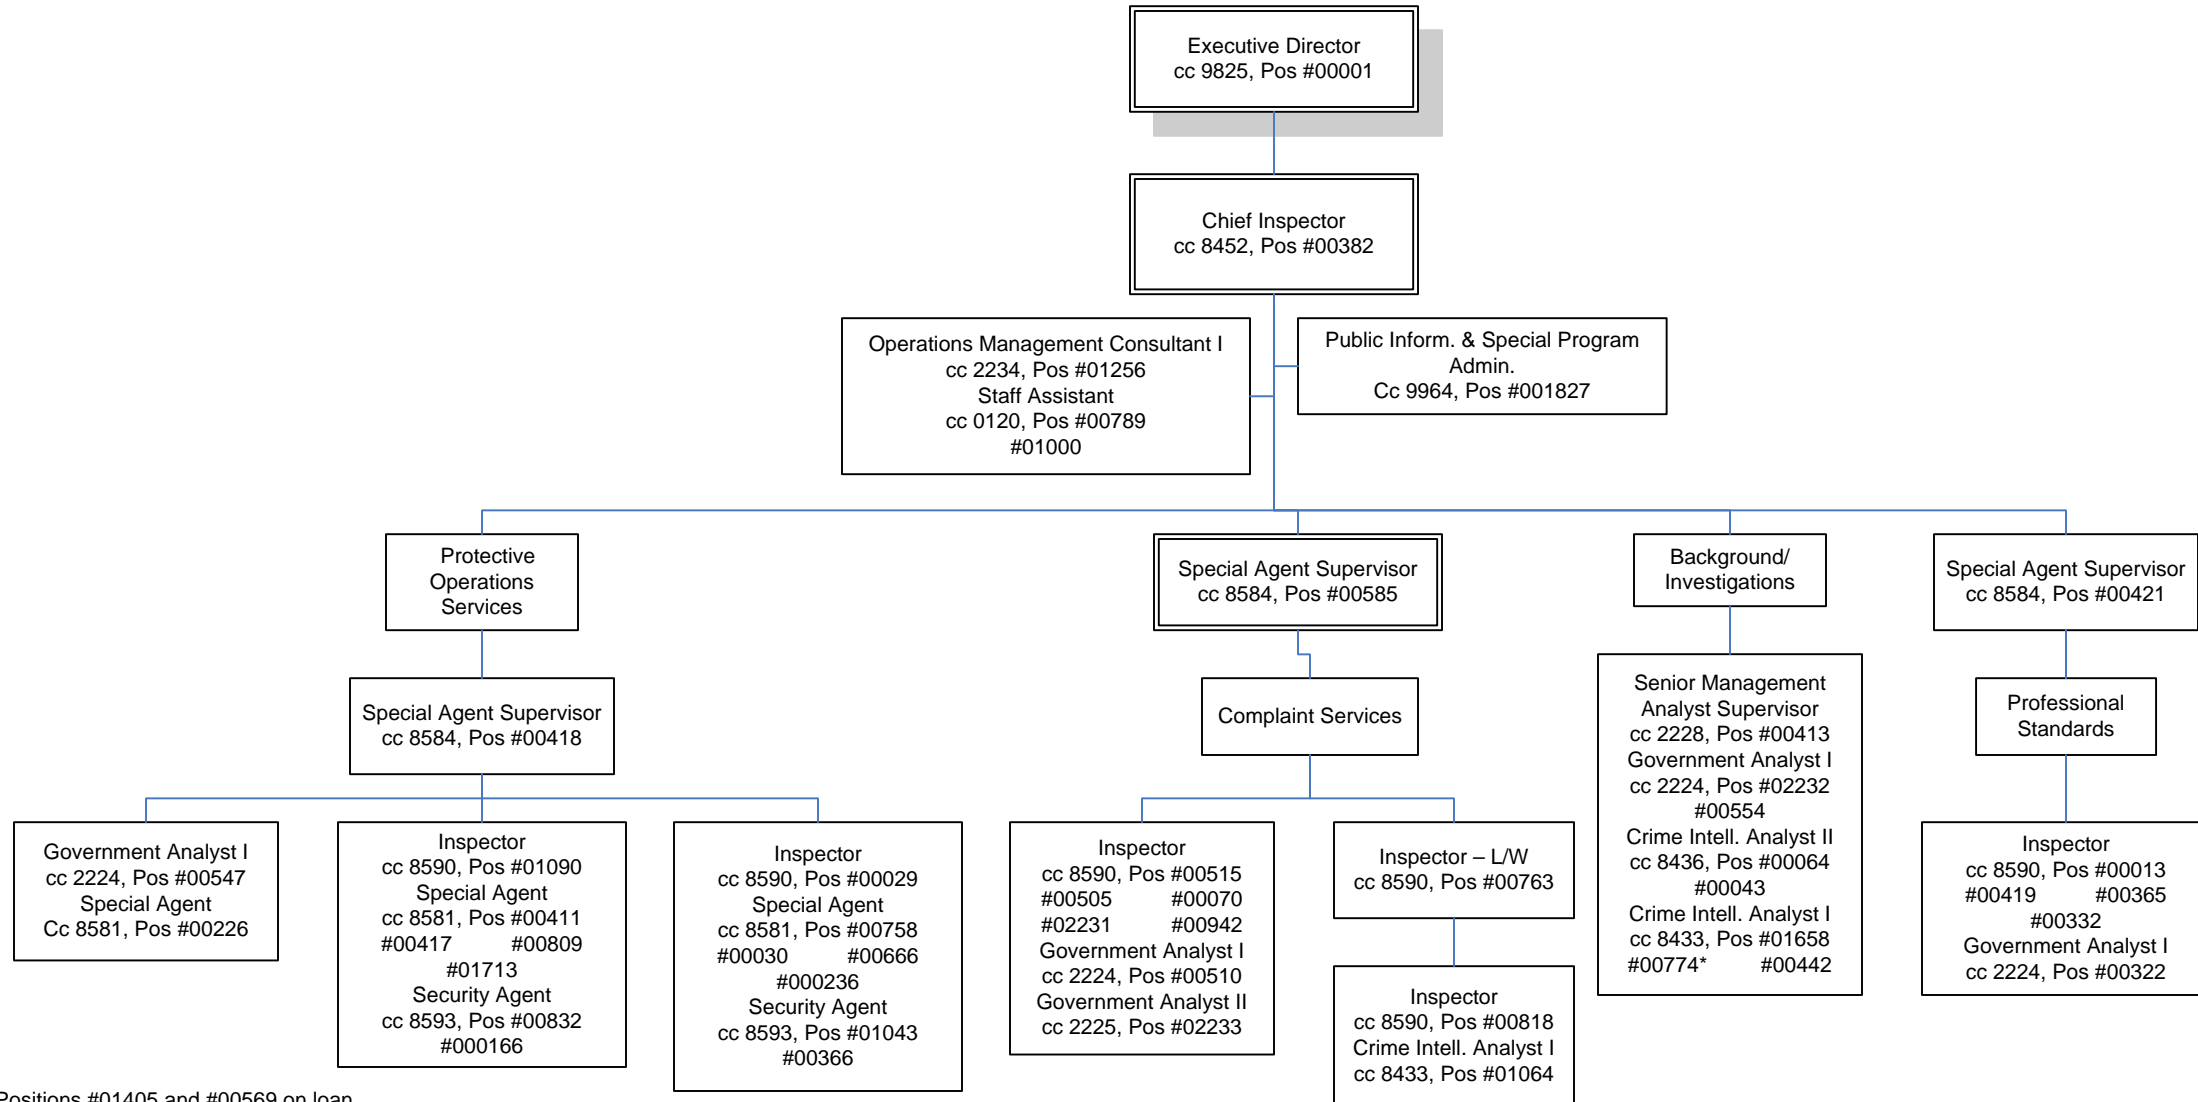 Executive Director
cc 9825, Pos #00001
Chief Inspector
cc 8452, Pos #00382
Operations Management Consultant I
cc 2234, Pos #01256
Staff Assistant
cc 0120, Pos #00789
#01000
Public Inform. & Special Program
Admin.
Cc 9964, Pos #001827
Protective
Operations
Services
Special Agent Supervisor
cc 8584, Pos #00585
Background/
Investigations
Special Agent Supervisor
cc 8584, Pos #00421
Special Agent Supervisor
cc 8584, Pos #00418
Complaint Services
Senior Management
Analyst Supervisor
cc 2228, Pos #00413
Government Analyst I
cc 2224, Pos #02232
#00554
Crime Intell. Analyst II
cc 8436, Pos #00064
#00043
Crime Intell. Analyst I
cc 8433, Pos #01658
#00774* #00442
Professional
Standards
Government Analyst I
cc 2224, Pos #00547
Special Agent
Cc 8581, Pos #00226
Inspector
cc 8590, Pos #01090
Special Agent
cc 8581, Pos #00411
#00417 #00809
#01713
Security Agent
cc 8593, Pos #00832
#000166
Inspector
cc 8590, Pos #00029
Special Agent
cc 8581, Pos #00758
#00030 #00666
#000236
Security Agent
cc 8593, Pos #01043
#00366
Inspector
cc 8590, Pos #00515
#00505 #00070
#02231 #00942
Government Analyst I
cc 2224, Pos #00510
Government Analyst II
cc 2225, Pos #02233
Inspector – L/W
cc 8590, Pos #00763
Inspector
cc 8590, Pos #00818
Crime Intell. Analyst I
cc 8433, Pos #01064
Inspector
cc 8590, Pos #00013
#00419 #00365
#00332
Government Analyst I
cc 2224, Pos #00322
Positions #01405 and #00569 on loan